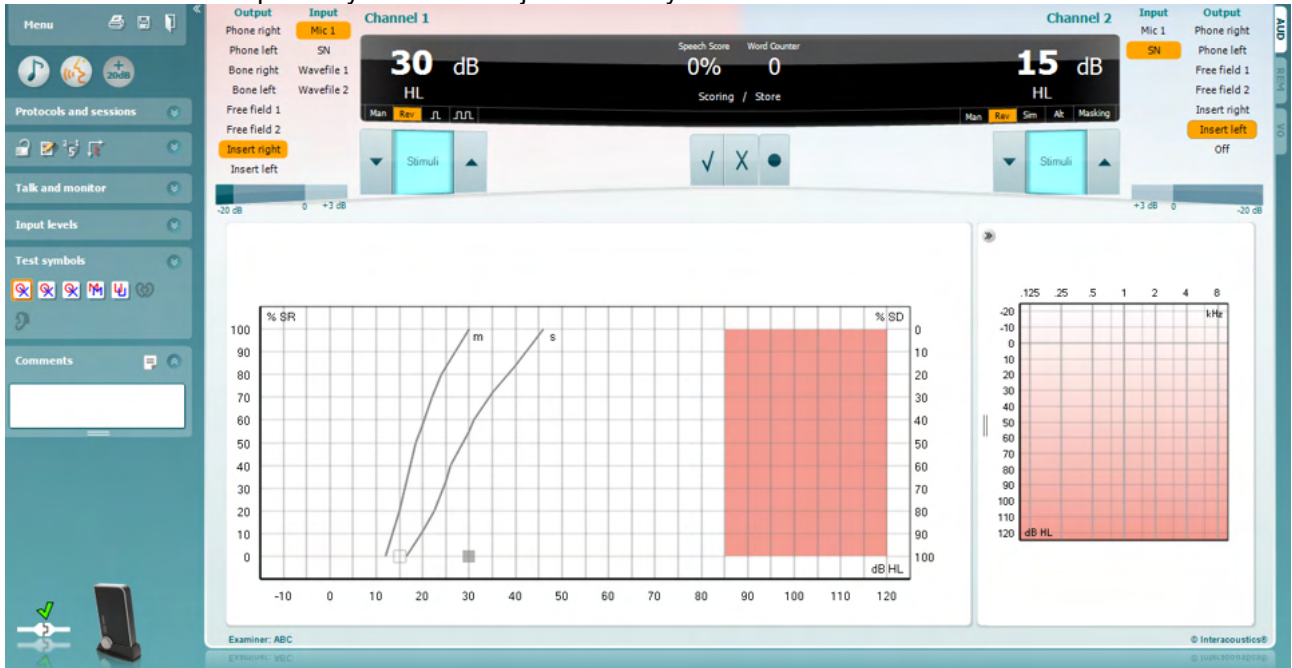 Menu
20dB
Protocols and sessions
Talk and monitor
Input levels
Test symbols
Comments
Output Input
Phone right Mic 1
Phone left SN
Bone right Wavefile 1
Bone left Wavefile 2
Free field 1
Free field 2
Insert right
Insert left
-20 dB 0 +3 dB
Channel 1
30 dB
HL
Man Rev
Stimuli
Speech Score Word Counter
0% 0
Scoring / Store
Channel 2
15 dB
HL
Man Rev Sim Alt Masking
Stimuli
Input Output
Mic 1 Phone right
SN Phone left
Free field 1
Free field 2
Insert right
Insert left
Off
+3 dB 0 -20 dB
AUD
REM
VO
% SR % SD
m s
100 0
90 10
80 20
70 30
60 40
50 50
40 60
30 70
20 80
10 90
0 100
dB HL
-10 0 10 20 30 40 50 60 70 80 90 100 110 120
.125 .25 .5 1 2 4 8
kHz
-20
-10
0
10
20
30
40
50
60
70
80
90
100
110
120 dB HL
Examiner: ABC
© Interacoustics®